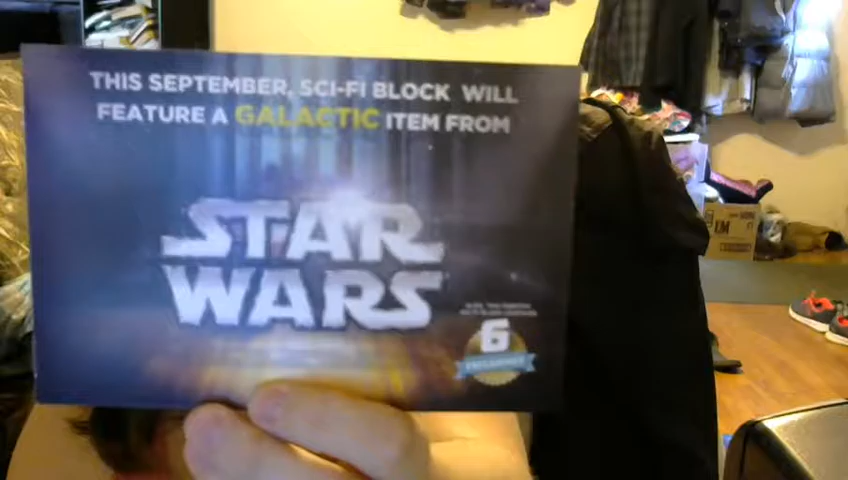 THIS SEPTEMBER, SCI-FI BLOCK WILL
FEATURE A GALACTIC ITEM FROM
STAR
WARS
6